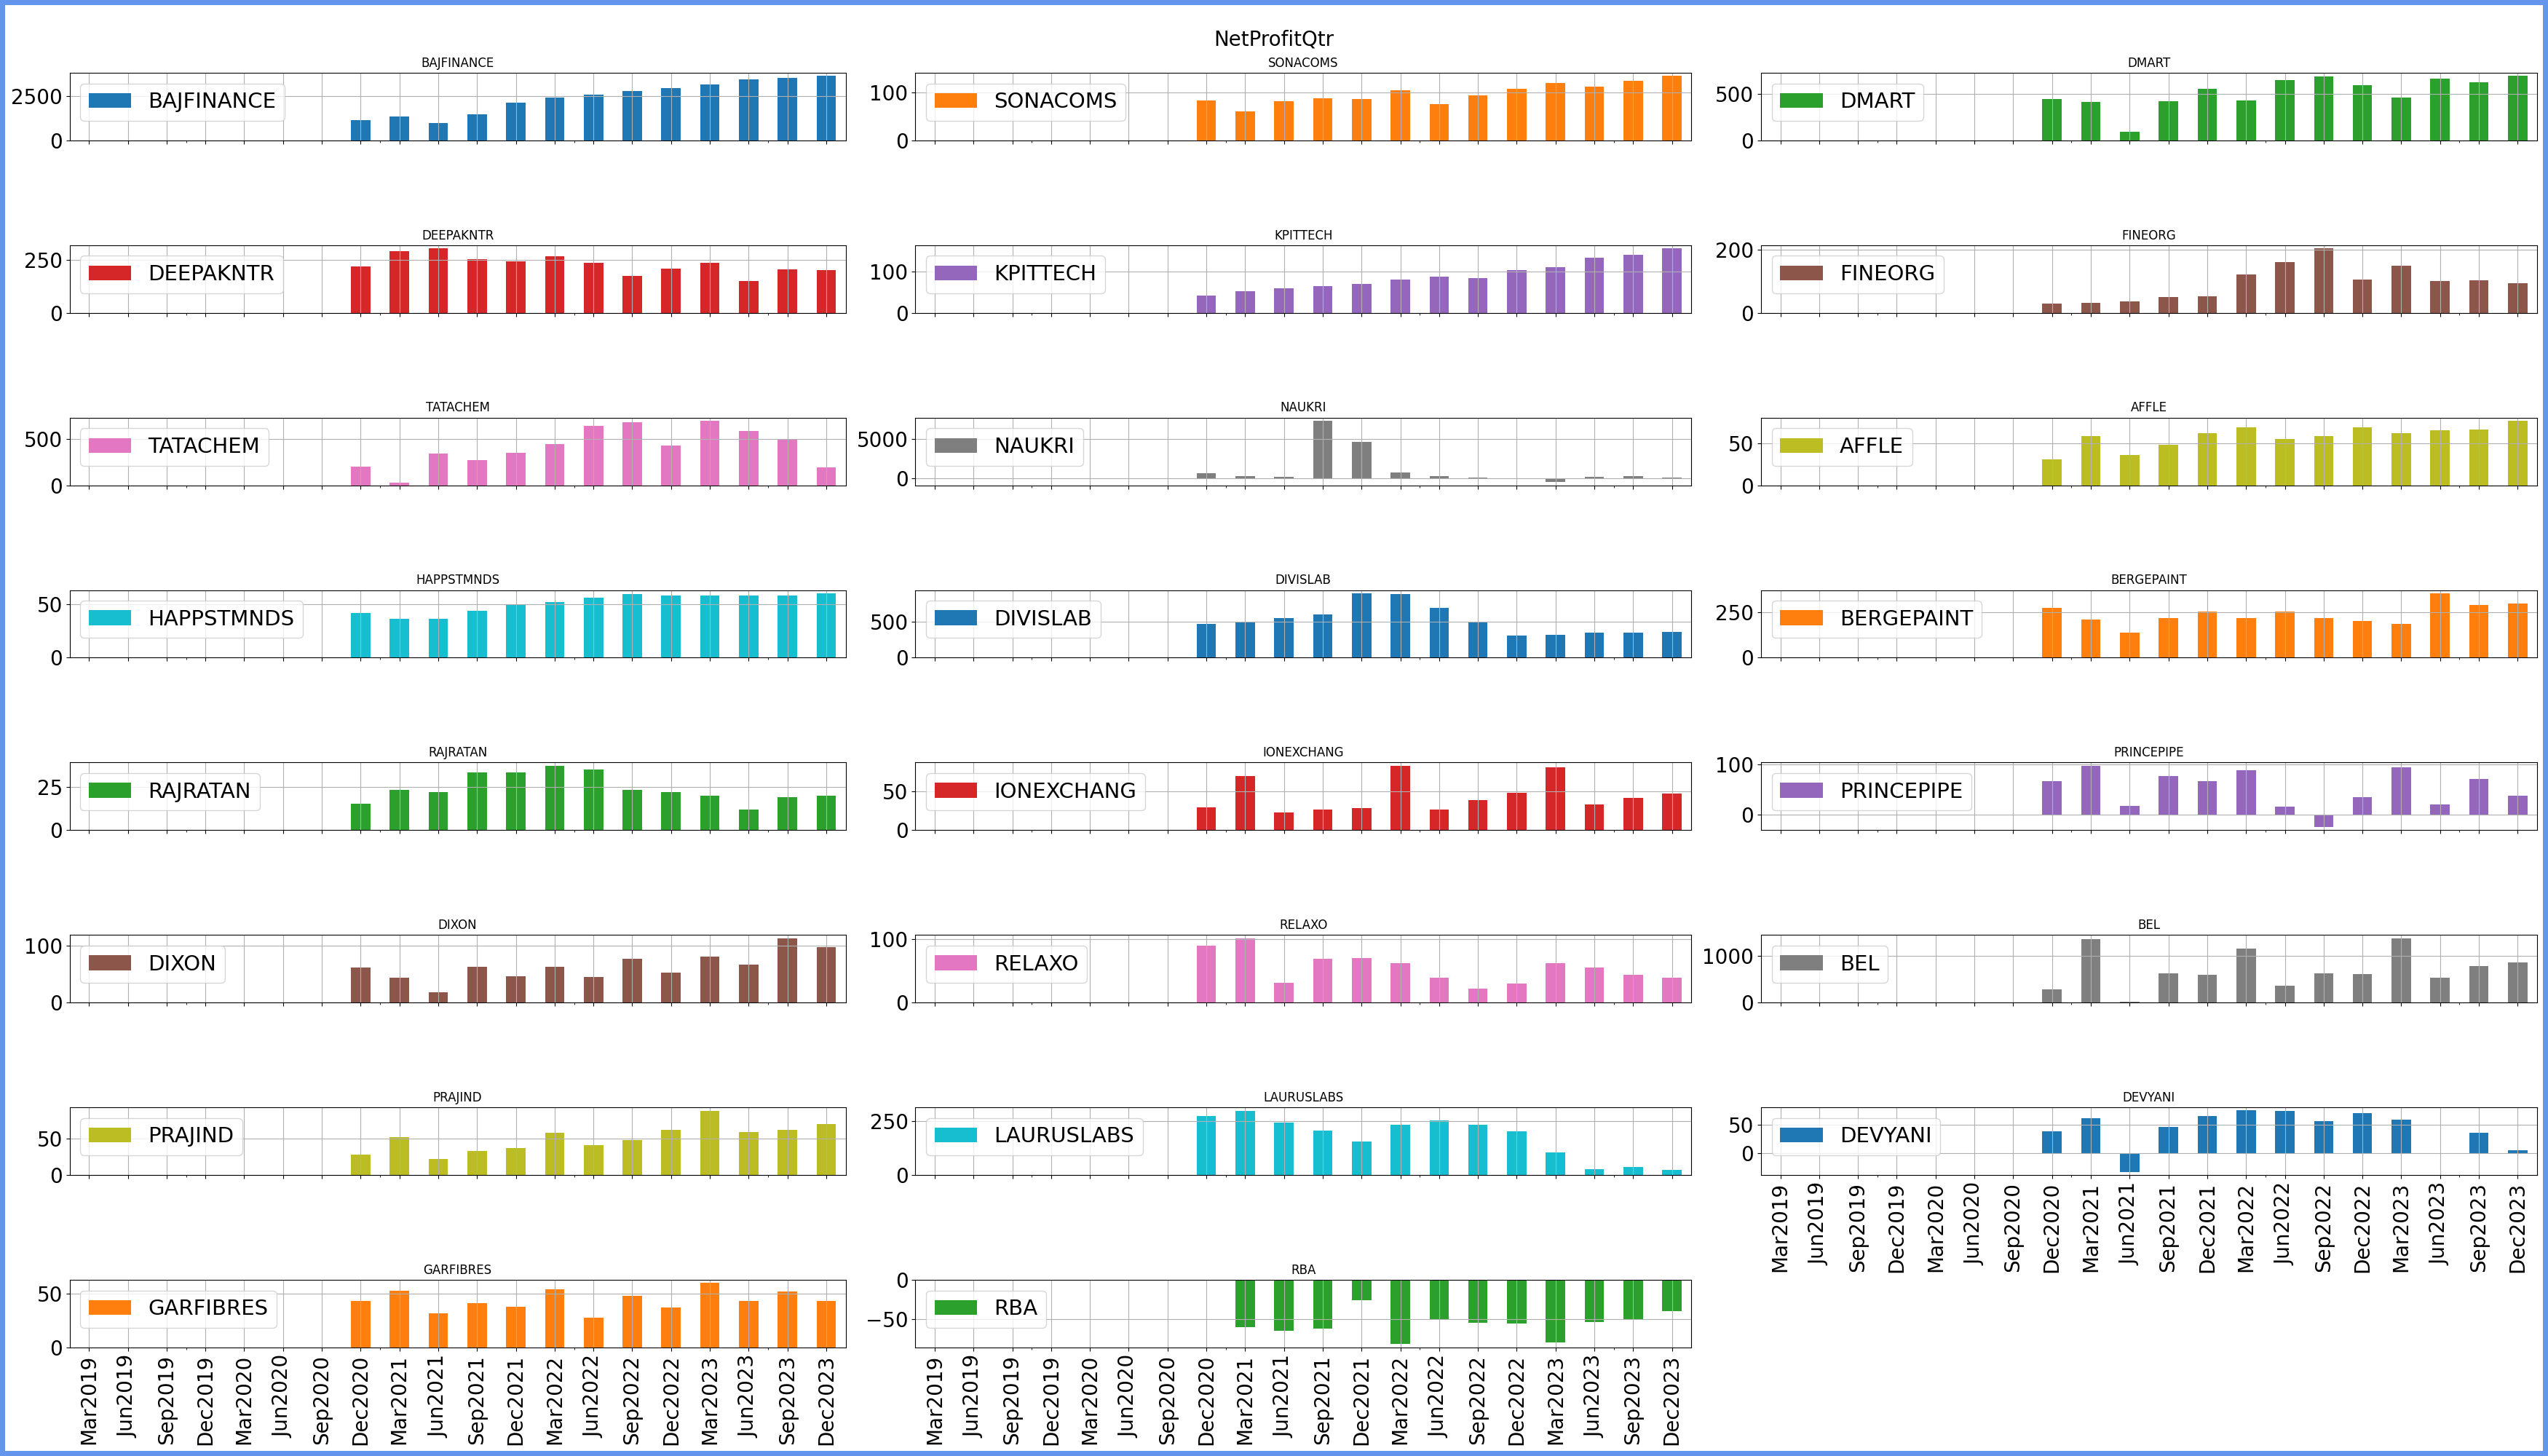 NetProfitQtr
BAJFINANCE
2500
0
BAJFINANCE
SONACOMS
100
0
SONACOMS
DMART
500
0
DMART
DEEPAKNTR
250
0
DEEPAKNTR
KPITTECH
100
0
KPITTECH
FINEORG
200
0
FINEORG
TATACHEM
500
0
TATACHEM
NAUKRI
5000
0
NAUKRI
AFFLE
50
0
AFFLE
HAPPSTMNDS
50
0
HAPPSTMNDS
DIVISLAB
500
0
DIVISLAB
BERGEPAINT
250
0
BERGEPAINT
RAJRATAN
25
0
RAJRATAN
IONEXCHANG
50
0
IONEXCHANG
PRINCEPIPE
100
0
PRINCEPIPE
DIXON
100
0
DIXON
RELAXO
100
0
RELAXO
BEL
1000
0
BEL
PRAJIND
50
0
PRAJIND
LAURUSLABS
250
0
LAURUSLABS
DEVYANI
50
0
DEVYANI
Mar2019
Jun2019
Sep2019
Dec2019
Mar2020
Jun2020
Sep2020
Dec2020
Mar2021
Jun2021
Sep2021
Dec2021
Mar2022
Jun2022
Sep2022
Dec2022
Mar2023
Jun2023
Sep2023
Dec2023
GARFIBRES
50
0
GARFIBRES
Mar2019
Jun2019
Sep2019
Dec2019
Mar2020
Jun2020
Sep2020
Dec2020
Mar2021
Jun2021
Sep2021
Dec2021
Mar2022
Jun2022
Sep2022
Dec2022
Mar2023
Jun2023
Sep2023
Dec2023
RBA
0
−50
RBA
Mar2019
Jun2019
Sep2019
Dec2019
Mar2020
Jun2020
Sep2020
Dec2020
Mar2021
Jun2021
Sep2021
Dec2021
Mar2022
Jun2022
Sep2022
Dec2022
Mar2023
Jun2023
Sep2023
Dec2023